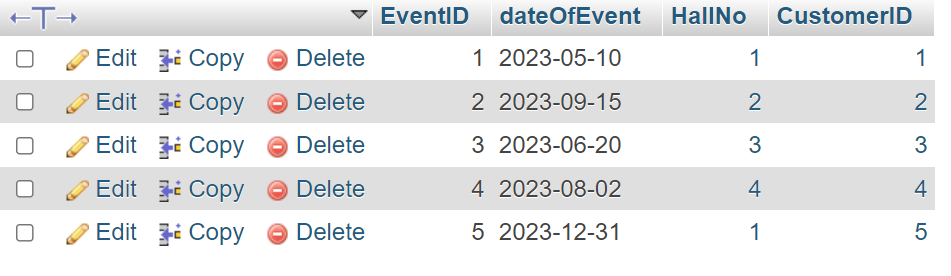 EventID dateOfEvent HallNo CustomerID
Edit Copy Delete 1 2023-05-10 1 1
Edit Copy Delete 2 2023-09-15 2 2
Edit Copy Delete 3 2023-06-20 3 3
Edit Copy Delete 4 2023-08-02 4 4
Edit Copy Delete 5 2023-12-31 1 5